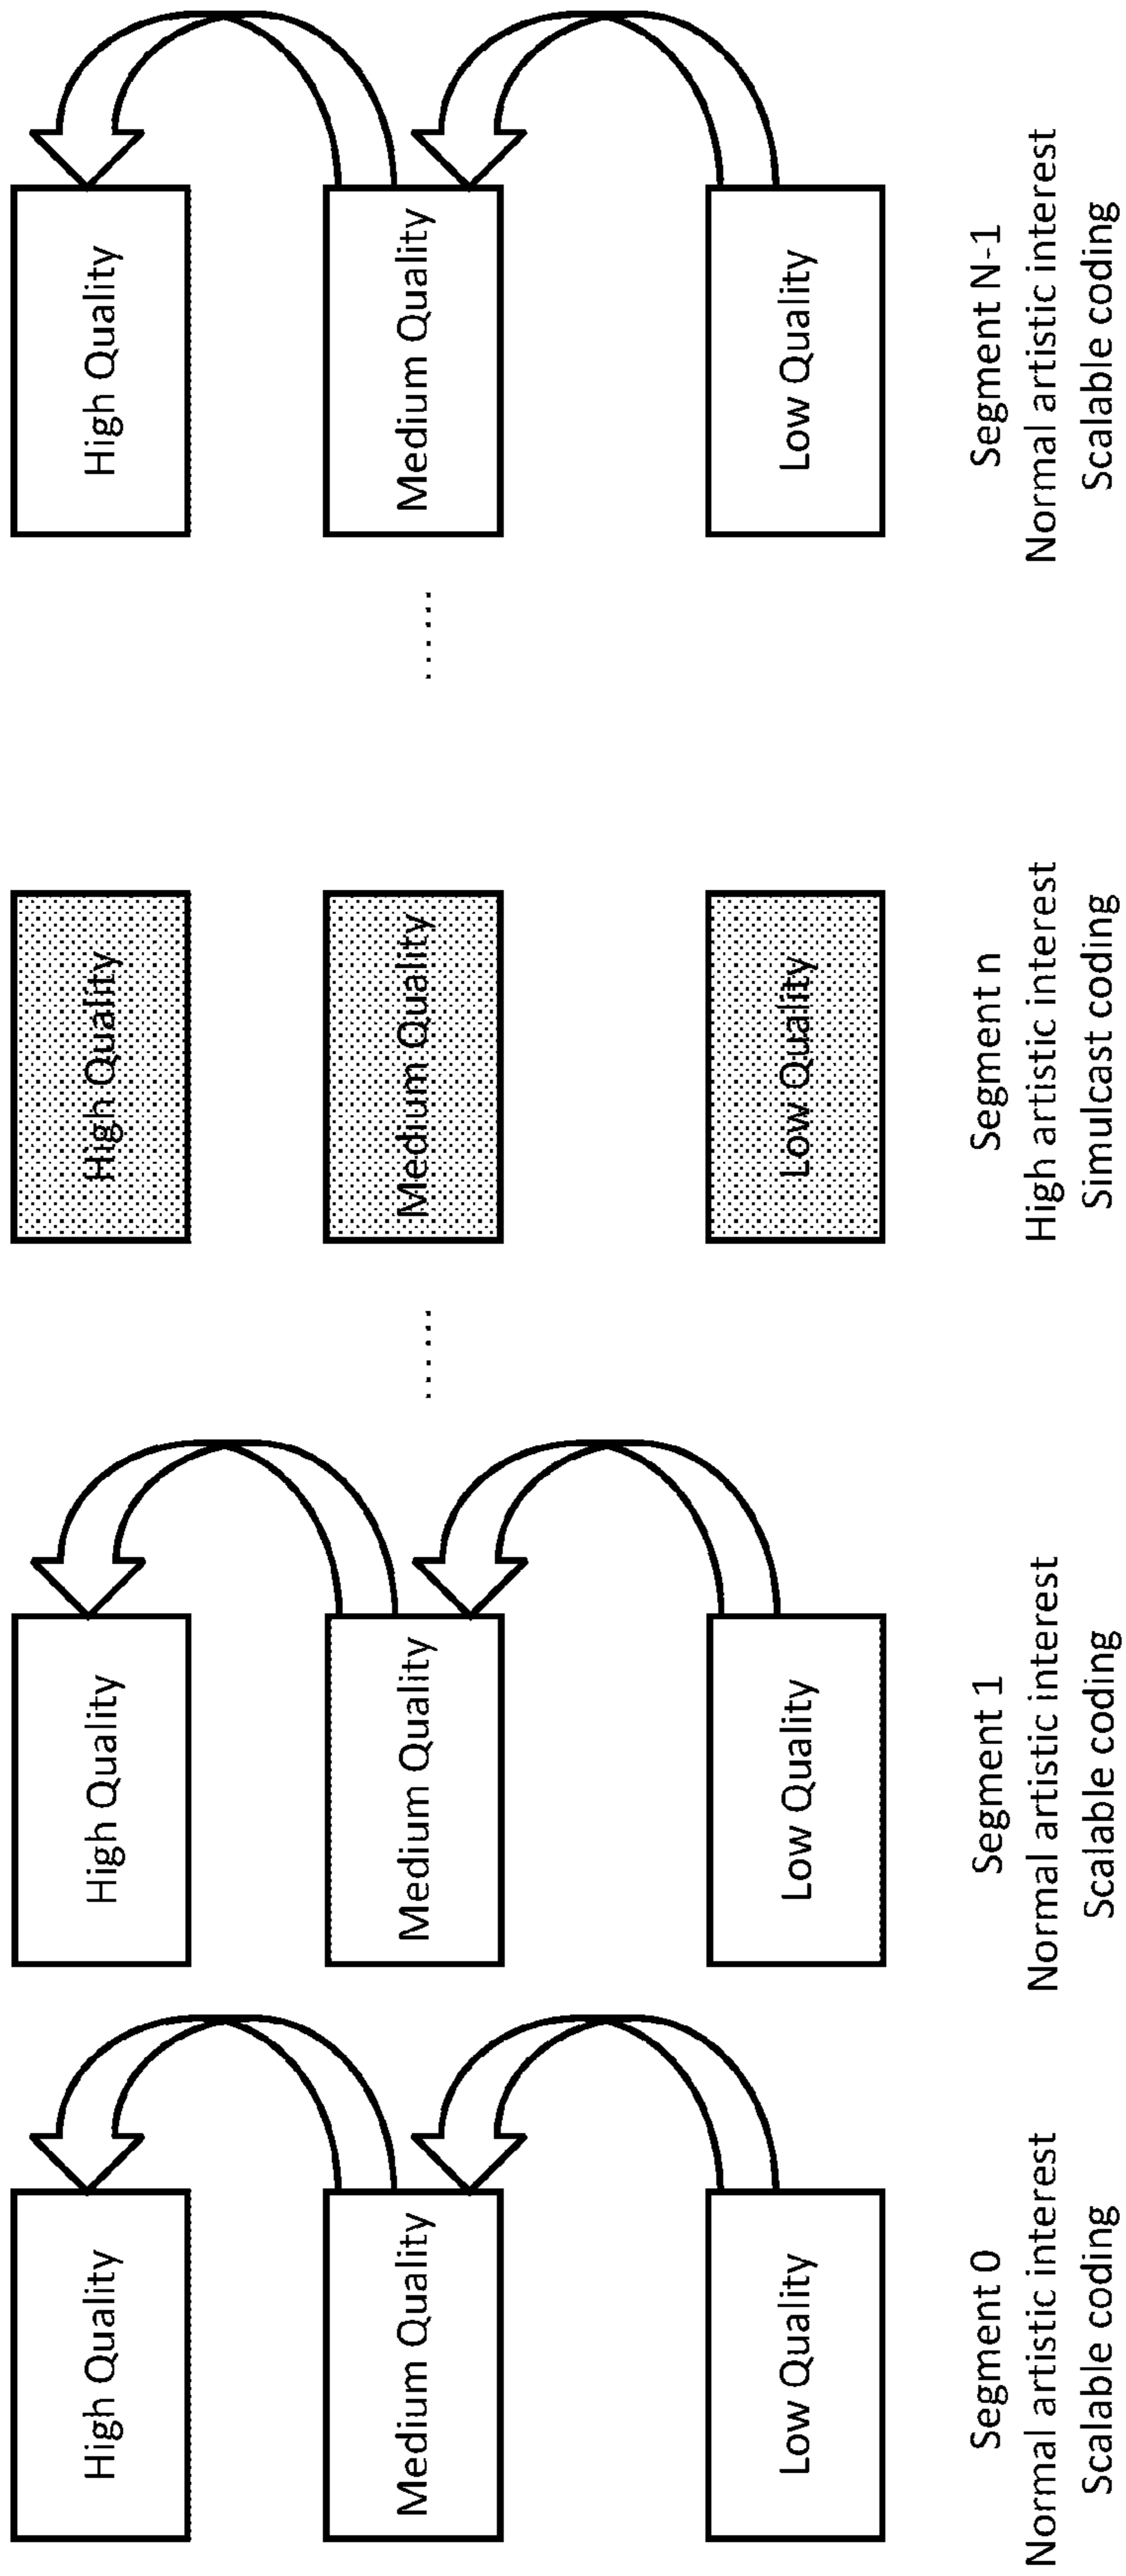 High Quality
Medium Quality
Low Quality
Segment 0
Normal artistic interest
Scalable coding
High Quality
Medium Quality
Low Quality
Segment 1
Normal artistic interest
Scalable coding
......
High Quality
Medium Quality
Low Quality
Segment n
High artistic interest
Simulcast coding
......
High Quality
Medium Quality
Low Quality
Segment N-1
Normal artistic interest
Scalable coding